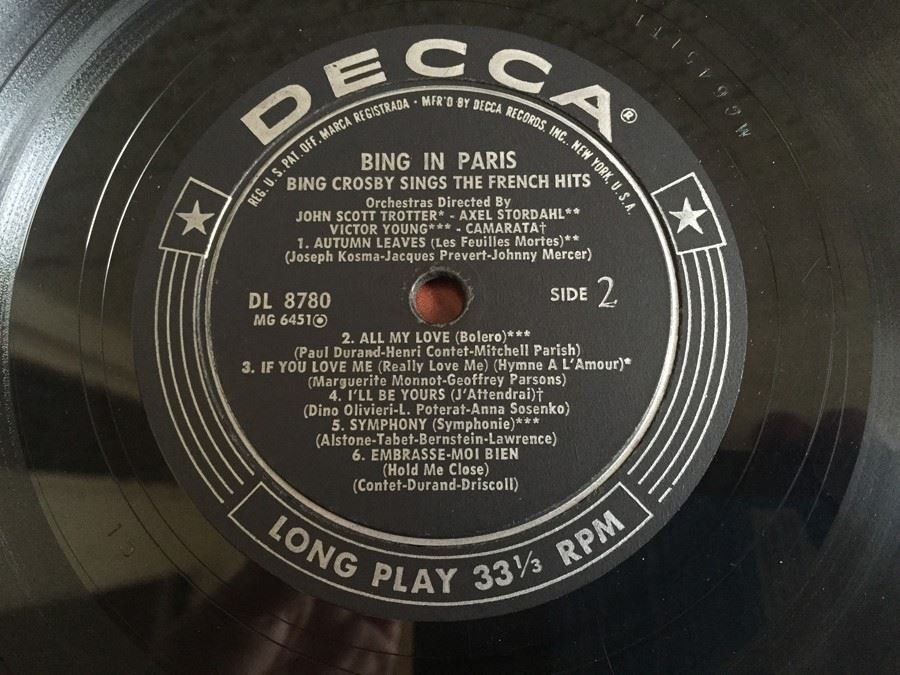 DECCA®
REG. U.S. PAT. OFF. MARCA REGISTRADA • MFR'D BY DECCA RECORDS, INC., NEW YORK, U.S.A.
BING IN PARIS
BING CROSBY SINGS THE FRENCH HITS
Orchestras Directed By
JOHN SCOTT TROTTER* - AXEL STORDAHL**
VICTOR YOUNG*** - CAMARATA†
1. AUTUMN LEAVES (Les Feuilles Mortes)**
(Joseph Kosma-Jacques Prevert-Johnny Mercer)
DL 8780
SIDE 2
MG 6451
2. ALL MY LOVE (Bolero)***
(Paul Durand-Henri Contet-Mitchell Parish)
3. IF YOU LOVE ME (Really Love Me) (Hymne A L'Amour)*
(Marguerite Monnot-Geoffrey Parsons)
4. I'LL BE YOURS (J'Attendrai)†
(Dino Olivieri-L. Poterat-Anna Sosenko)
5. SYMPHONY (Symphonie)***
(Alstone-Tabet-Bernstein-Lawrence)
6. EMBRASSE-MOI BIEN
(Hold Me Close)
(Contet-Durand-Driscoll)
LONG PLAY 33⅓ RPM